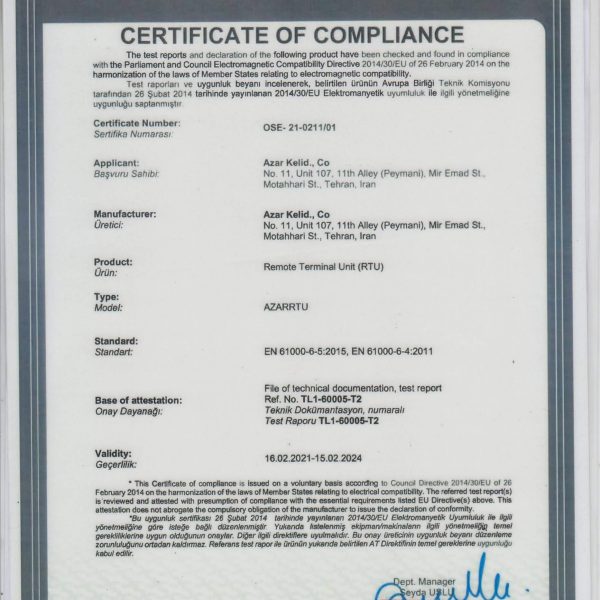 CERTIFICATE OF COMPLIANCE
The test reports and declaration of the following product have been checked and found in compliance
with the Parliament and Council Electromagnetic Compatibility Directive 2014/30/EU of 26 February 2014 on the
harmonization of the laws of Member States relating to electromagnetic compatibility.
Test raporları ve uygunluk beyanı incelenerek, belirtilen ürünün Avrupa Birliği Teknik Komisyonu
tarafından 26 Şubat 2014 tarihinde yayınlanan 2014/30/EU Elektromanyetik uyumluluk ile ilgili yönetmeliğine
uygunluğu saptanmıştır.
Certificate Number:
Sertifika Numarası:
OSE- 21-0211/01
Applicant:
Başvuru Sahibi:
Azar Kelid., Co
No. 11, Unit 107, 11th Alley (Peymani), Mir Emad St.,
Motahhari St., Tehran, Iran
Manufacturer:
Üretici:
Azar Kelid., Co
No. 11, Unit 107, 11th Alley (Peymani), Mir Emad St.,
Motahhari St., Tehran, Iran
Product:
Ürün:
Remote Terminal Unit (RTU)
Type:
Model:
AZARRTU
Standard:
Standart:
EN 61000-6-5:2015, EN 61000-6-4:2011
Base of attestation:
Onay Dayanağı:
File of technical documentation, test report
Ref. No. TL1-60005-T2
Teknik Dokümantasyon, numaralı
Test Raporu TL1-60005-T2
Validity:
Geçerlilik:
16.02.2021-15.02.2024
* This Certificate of compliance is issued on a voluntary basis according to Council Directive 2014/30/EU of 26
February 2014 on the harmonization of the laws of Member States relating to electrical compatibility. The referred test report(s)
is reviewed and attested with presumption of compliance with the essential requirements listed EU Directive(s) above. This
attestation does not abrogate the compulsory obligation of the manufacturer to issue the declaration of conformity.
*Bu uygunluk sertifikası 26 Şubat 2014 tarihinde yayınlanan 2014/30/EU Elektromanyetik Uyumluluk ile ilgili
yönetmeliğine göre isteğe bağlı düzenlenmiştir. Yukarıda listelenmiş ekipman/makinaların ilgili yönetmeliğin temel
gerekliliklerine uygun olduğunun onaylar. Diğer ilgili direktiflere uyulmalıdır. Bu onay üreticinin uygunluk beyanı düzenleme
zorunluluğunu ortadan kaldırmaz. Referans test rapor ile ürünün yukarıda belirtilen AT Direktifinin temel gereklerine uygunluğu
kabul edilir.
Dept. Manager
Şeyda USLU